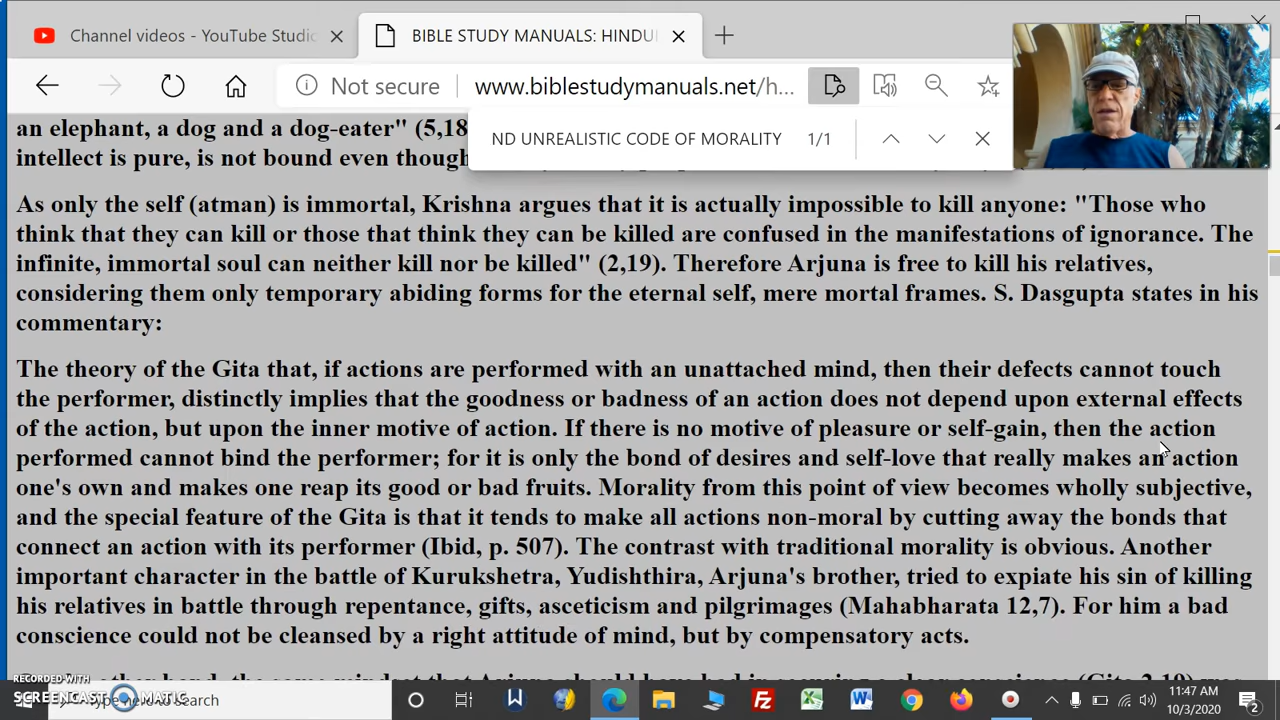 Channel videos - YouTube Studio
BIBLE STUDY MANUALS: HINDU
Not secure
www.biblestudymanuals.net/h...
ND UNREALISTIC CODE OF MORALITY 1/1
an elephant, a dog and a dog-eater" (5,18
intellect is pure, is not bound even though
As only the self (atman) is immortal, Krishna argues that it is actually impossible to kill anyone: "Those who
think that they can kill or those that think they can be killed are confused in the manifestations of ignorance. The
infinite, immortal soul can neither kill nor be killed" (2,19). Therefore Arjuna is free to kill his relatives,
considering them only temporary abiding forms for the eternal self, mere mortal frames. S. Dasgupta states in his
commentary:
The theory of the Gita that, if actions are performed with an unattached mind, then their defects cannot touch
the performer, distinctly implies that the goodness or badness of an action does not depend upon external effects
of the action, but upon the inner motive of action. If there is no motive of pleasure or self-gain, then the action
performed cannot bind the performer; for it is only the bond of desires and self-love that really makes an action
one's own and makes one reap its good or bad fruits. Morality from this point of view becomes wholly subjective,
and the special feature of the Gita is that it tends to make all actions non-moral by cutting away the bonds that
connect an action with its performer (Ibid, p. 507). The contrast with traditional morality is obvious. Another
important character in the battle of Kurukshetra, Yudishthira, Arjuna's brother, tried to expiate his sin of killing
his relatives in battle through repentance, gifts, asceticism and pilgrimages (Mahabharata 12,7). For him a bad
conscience could not be cleansed by a right attitude of mind, but by compensatory acts.
RECORDED WITH
SCREENCAST MATIC
here to search
11:47 AM
10/3/2020
2